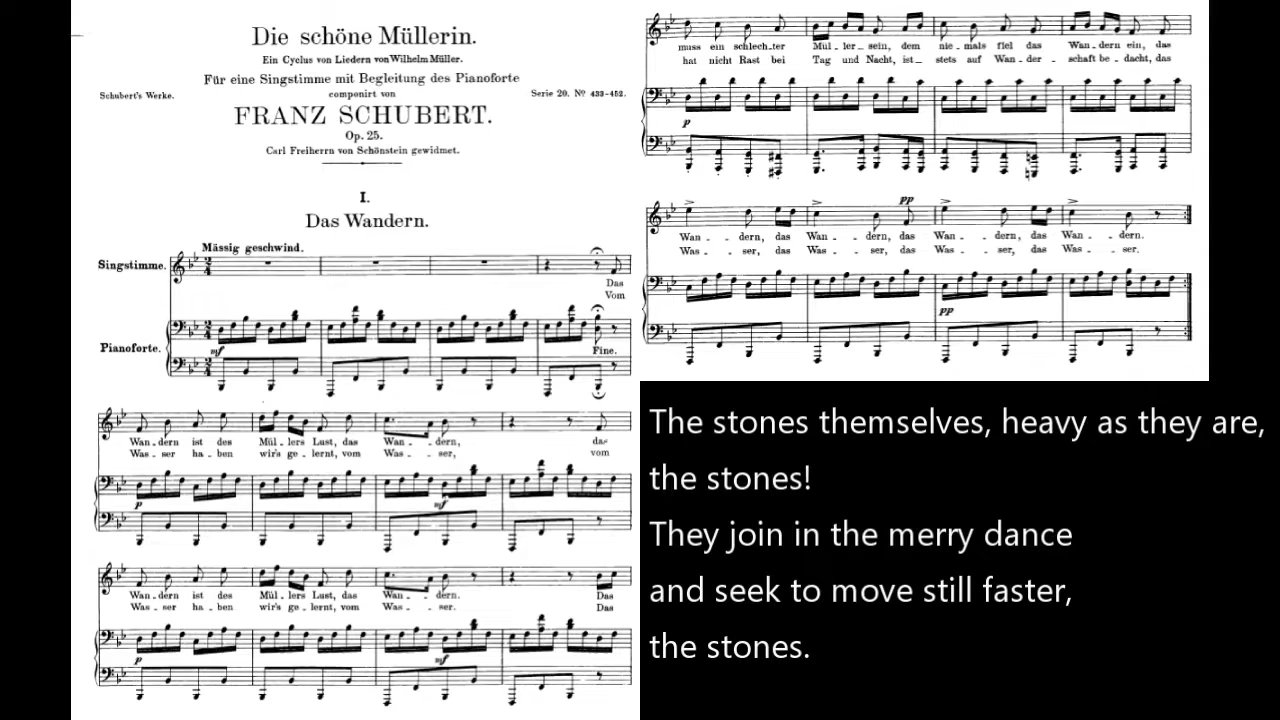 Die schöne Müllerin.
Ein Cyclus von Liedern von Wilhelm Müller.
Für eine Singstimme mit Begleitung des Pianoforte
componirt von
Schubert's Werke.
Serie 20. Nº 433-452.
FRANZ SCHUBERT.
Op. 25.
Carl Freiherrn von Schönstein gewidmet.
I.
Das Wandern.
Mässig geschwind.
Singstimme.
Das
Vom
Pianoforte.
mf
Fine.
Wan - - dern ist des Mül - lers Lust, das Wan - - dern, das
Was - - ser ha - ben wir's ge - lernt, vom Was - - ser, vom
p mf
Wan - - dern ist des Mül - lers Lust, das Wan - - dern. Das
Was - - ser ha - ben wir's ge - lernt, vom Was - - ser. Das
p mf
muss ein schlech - ter Mül - ler - sein, dem nie - mals fiel das Wan - dern ein, das
hat nicht Rast bei Tag und Nacht, ist - stets auf Wan - der - schaft be - dacht, das
p
pp
Wan - - dern, das Wan - - dern, das Wan - - dern, das Wan - - dern.
Was - - ser, das Was - - ser, das Was - - ser, das Was - - ser.
pp
The stones themselves, heavy as they are,
the stones!
They join in the merry dance
and seek to move still faster,
the stones.